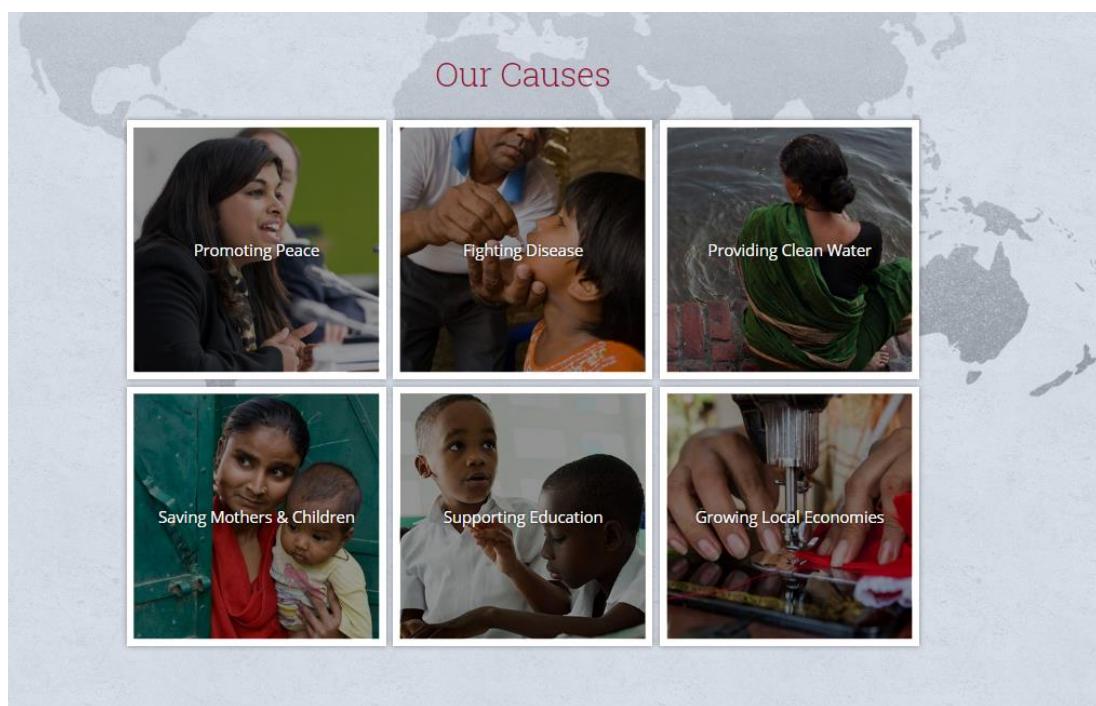 Our Causes
Promoting Peace
Fighting Disease
Providing Clean Water
Saving Mothers & Children
Supporting Education
Growing Local Economies